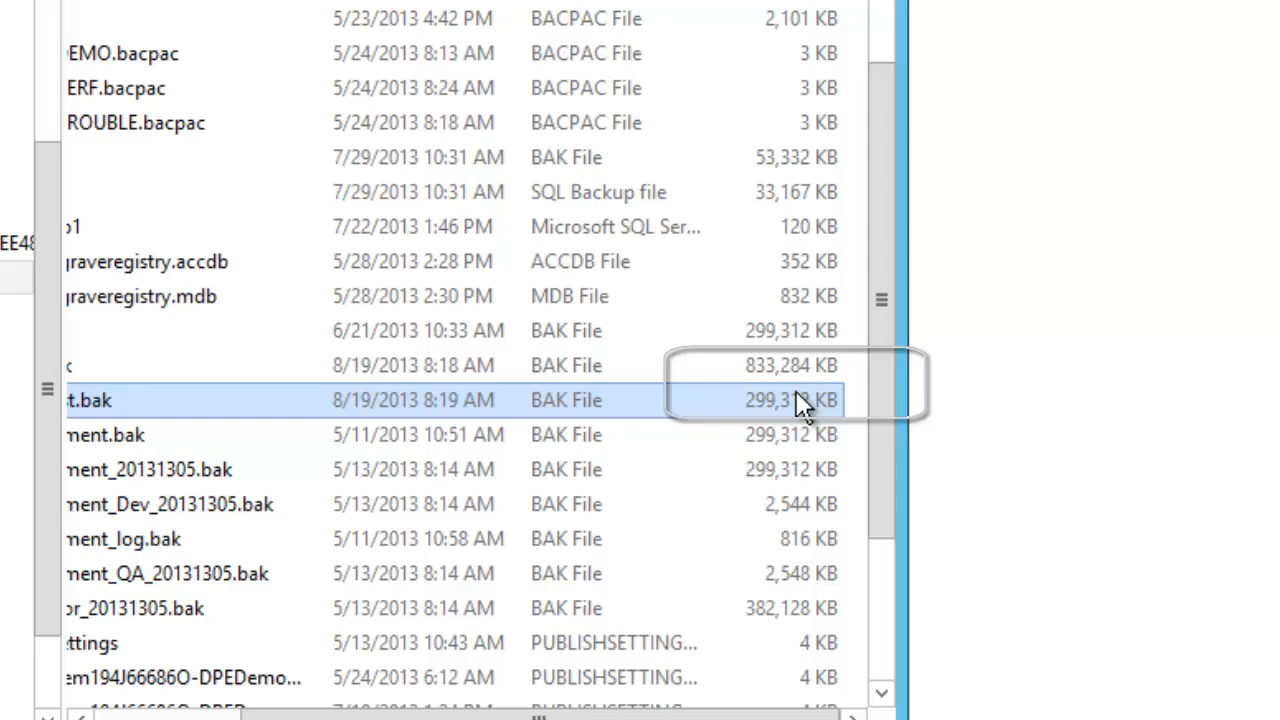 5/23/2013 4:42 PM BACPAC File 2,101 KB
EMO.bacpac 5/24/2013 8:13 AM BACPAC File 3 KB
ERF.bacpac 5/24/2013 8:24 AM BACPAC File 3 KB
ROUBLE.bacpac 5/24/2013 8:18 AM BACPAC File 3 KB
7/29/2013 10:31 AM BAK File 53,332 KB
7/29/2013 10:31 AM SQL Backup file 33,167 KB
1 7/22/2013 1:46 PM Microsoft SQL Ser... 120 KB
EE48
graveregistry.accdb 5/28/2013 2:28 PM ACCDB File 352 KB
graveregistry.mdb 5/28/2013 2:30 PM MDB File 832 KB
6/21/2013 10:33 AM BAK File 299,312 KB
8/19/2013 8:18 AM BAK File 833,284 KB
t.bak 8/19/2013 8:19 AM BAK File KB
ment.bak 5/11/2013 10:51 AM BAK File 299,312 KB
ment_20131305.bak 5/13/2013 8:14 AM BAK File 299,312 KB
ment_Dev_20131305.bak 5/13/2013 8:14 AM BAK File 2,544 KB
ment_log.bak 5/11/2013 10:58 AM BAK File 816 KB
ment_QA_20131305.bak 5/13/2013 8:14 AM BAK File 2,548 KB
or_20131305.bak 5/13/2013 8:14 AM BAK File 382,128 KB
ettings 5/13/2013 10:43 AM PUBLISHSETTING... 4 KB
em194J66686O-DPEDemo... 5/24/2013 6:12 AM PUBLISHSETTING... 4 KB